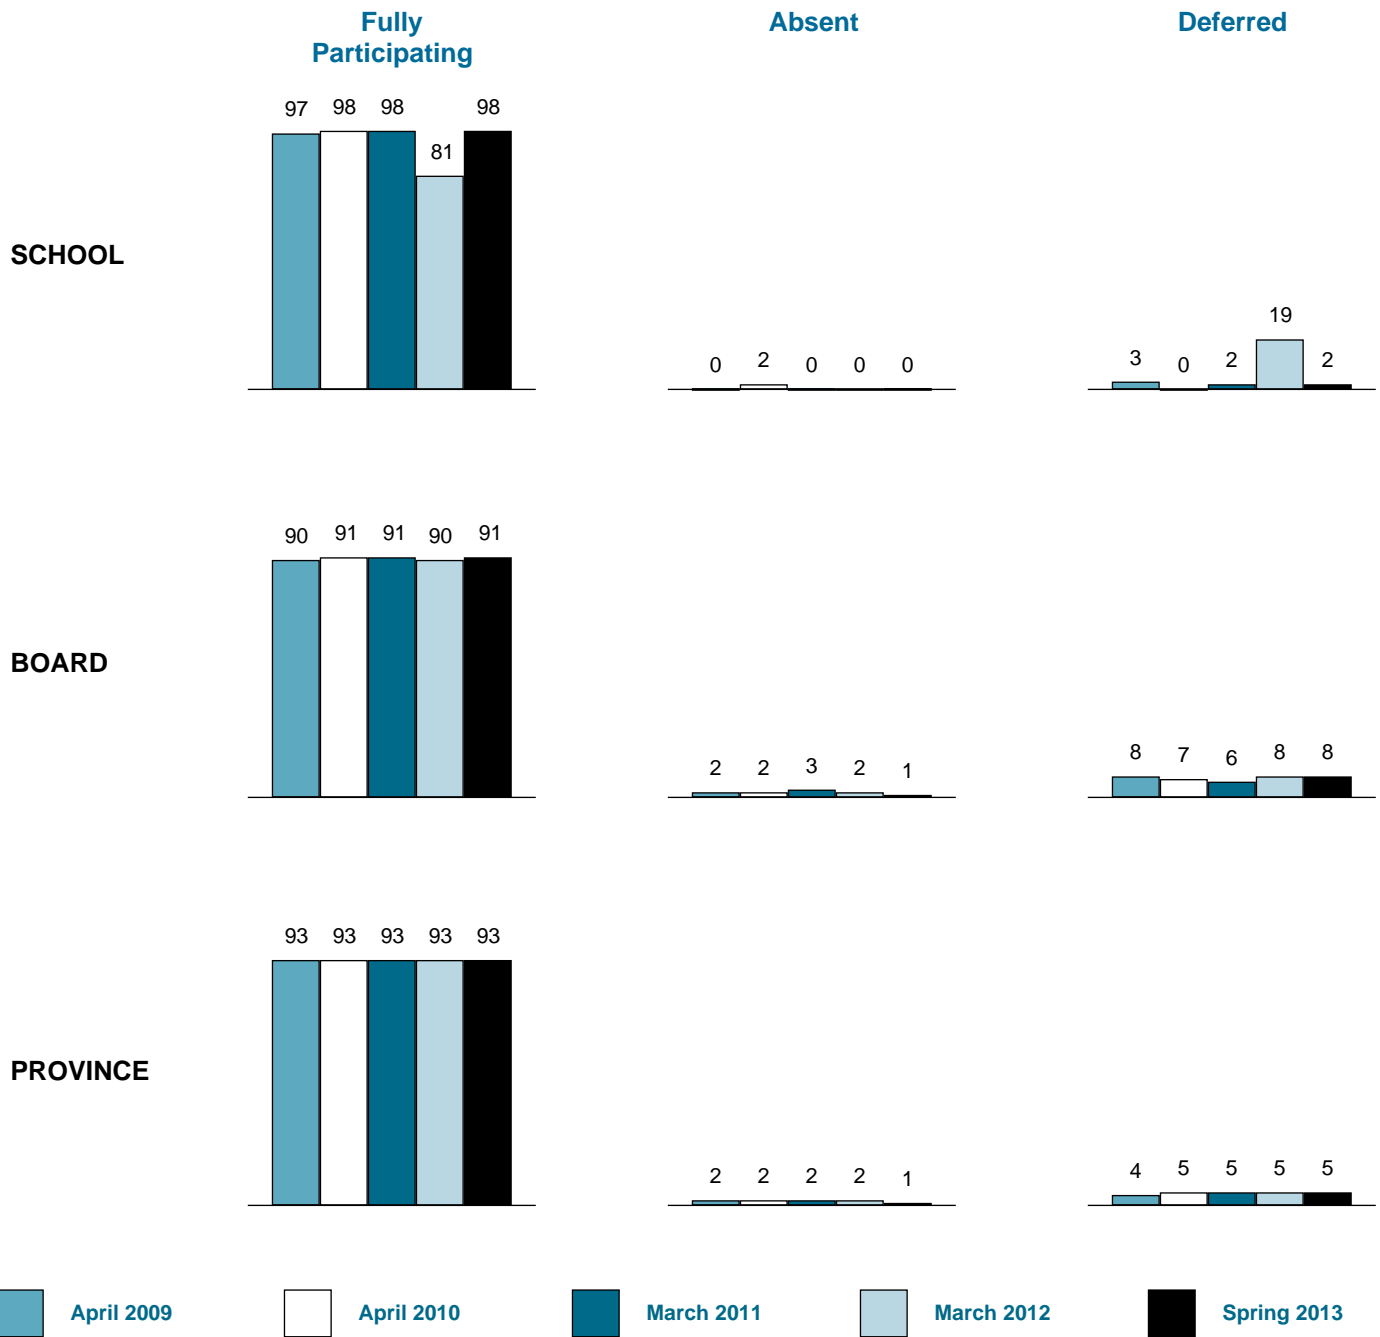 Fully
Participating
Absent
Deferred
SCHOOL
97 98 98 81 98
0 2 0 0 0
3 0 2 19 2
BOARD
90 91 91 90 91
2 2 3 2 1
8 7 6 8 8
PROVINCE
93 93 93 93 93
2 2 2 2 1
4 5 5 5 5
April 2009
April 2010
March 2011
March 2012
Spring 2013